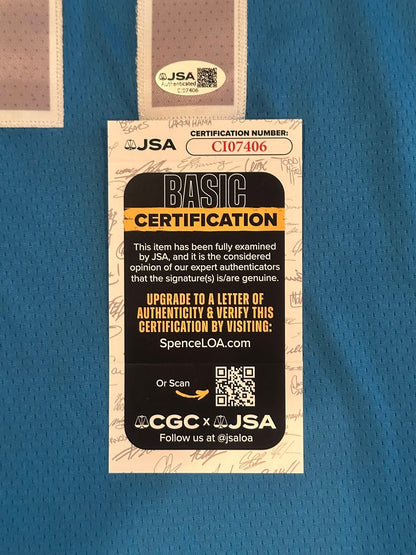 JSA
Authenticated
CI07406
LARRY HAMA
JSA
CERTIFICATION NUMBER:
CI07406
BASIC
CERTIFICATION
This item has been fully examined
by JSA, and it is the considered
opinion of our expert authenticators
that the signature(s) is/are genuine.
UPGRADE TO A LETTER OF
AUTHENTICITY & VERIFY THIS
CERTIFICATION BY VISITING:
SpenceLOA.com
Or Scan
CGC x JSA
Follow us at @jsaloa